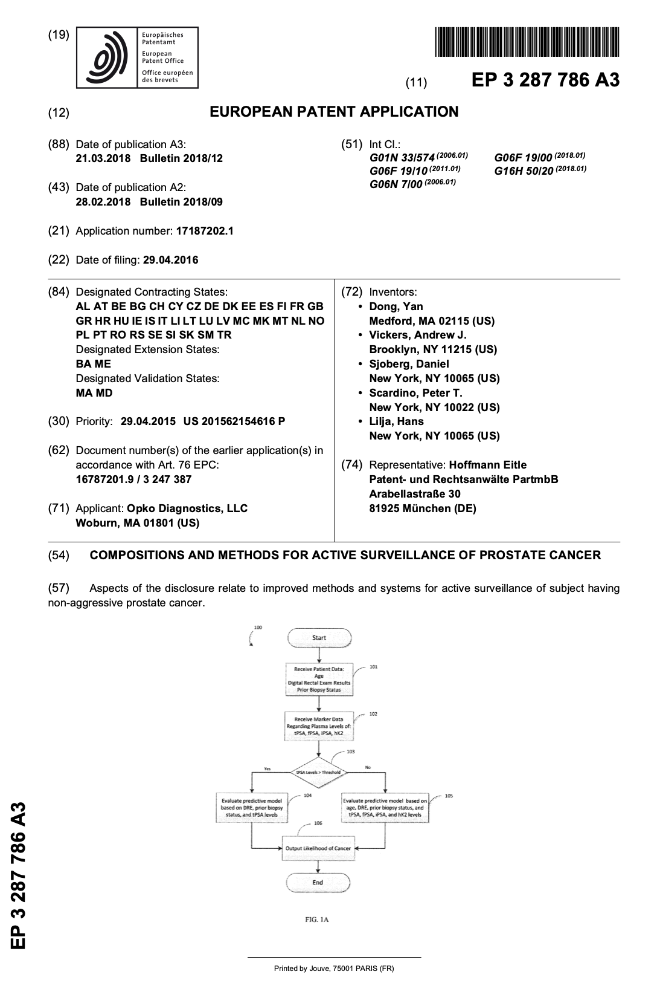 (19)
Europäisches
Patentamt
European
Patent Office
Office européen
des brevets
(11) EP 3 287 786 A3
(12) EUROPEAN PATENT APPLICATION
(88) Date of publication A3:
21.03.2018 Bulletin 2018/12
(43) Date of publication A2:
28.02.2018 Bulletin 2018/09
(21) Application number: 17187202.1
(22) Date of filing: 29.04.2016
(51) Int Cl.:
G01N 33/574 (2006.01) G06F 19/00 (2018.01)
G06F 19/10 (2011.01) G16H 50/20 (2018.01)
G06N 7/00 (2006.01)
(84) Designated Contracting States:
AL AT BE BG CH CY CZ DE DK EE ES FI FR GB
GR HR HU IE IS IT LI LT LU LV MC MK MT NL NO
PL PT RO RS SE SI SK SM TR
Designated Extension States:
BA ME
Designated Validation States:
MA MD
(30) Priority: 29.04.2015 US 201562154616 P
(62) Document number(s) of the earlier application(s) in
accordance with Art. 76 EPC:
16787201.9 / 3 247 387
(71) Applicant: Opko Diagnostics, LLC
Woburn, MA 01801 (US)
(72) Inventors:
• Dong, Yan
Medford, MA 02115 (US)
• Vickers, Andrew J.
Brooklyn, NY 11215 (US)
• Sjoberg, Daniel
New York, NY 10065 (US)
• Scardino, Peter T.
New York, NY 10022 (US)
• Lilja, Hans
New York, NY 10065 (US)
(74) Representative: Hoffmann Eitle
Patent- und Rechtsanwälte PartmbB
Arabellastraße 30
81925 München (DE)
(54) COMPOSITIONS AND METHODS FOR ACTIVE SURVEILLANCE OF PROSTATE CANCER
(57) Aspects of the disclosure relate to improved methods and systems for active surveillance of subject having
non-aggressive prostate cancer.
100
Start
101
Receive Patient Data:
Age
Digital Rectal Exam Results
Prior Biopsy Status
102
Receive Marker Data
Regarding Plasma Levels of:
tPSA, fPSA, iPSA, hK2
103
Yes
tPSA Levels > Threshold
No
104
Evaluate predictive model
based on DRE, prior biopsy
status, and tPSA levels
105
Evaluate predictive model based on
age, DRE, prior biopsy status, and
tPSA, fPSA, iPSA, and hK2 levels
106
Output Likelihood of Cancer
End
FIG. 1A
EP 3 287 786 A3
Printed by Jouve, 75001 PARIS (FR)